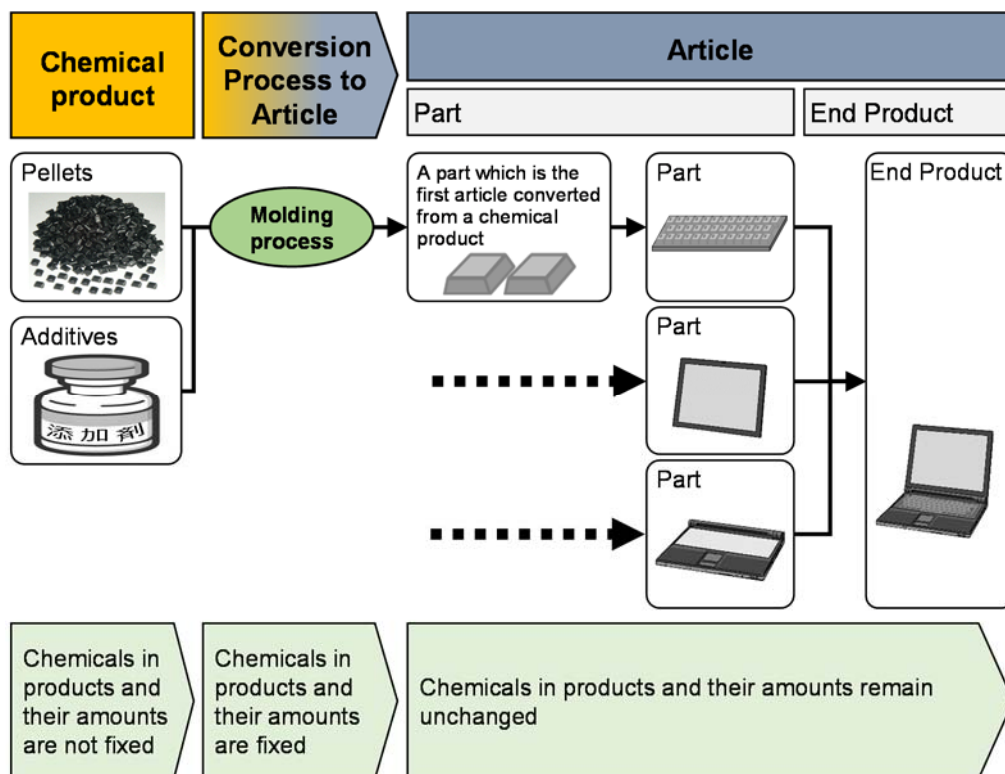 Chemical
product
Conversion
Process to
Article
Article
Part
End Product
Pellets
Additives
添加剤
Molding
process
A part which is the
first article converted
from a chemical
product
Part
Part
Part
End Product
Chemicals in
products and
their amounts
are not fixed
Chemicals in
products and
their amounts
are fixed
Chemicals in products and their amounts remain
unchanged